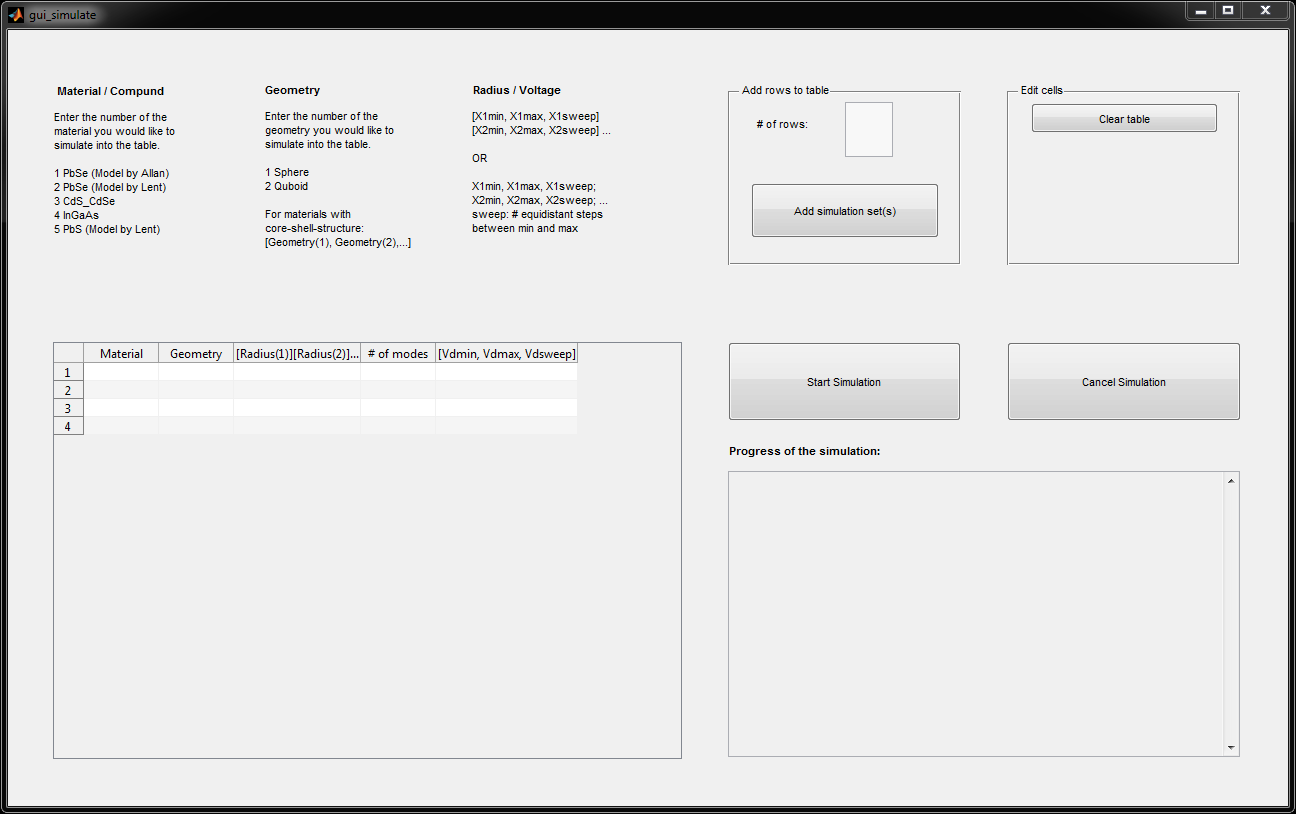 gui_simulate
Material / Compund
Enter the number of the
material you would like to
simulate into the table.
1 PbSe (Model by Allan)
2 PbSe (Model by Lent)
3 CdS_CdSe
4 InGaAs
5 PbS (Model by Lent)
Geometry
Enter the number of the
geometry you would like to
simulate into the table.
1 Sphere
2 Quboid
For materials with
core-shell-structure:
[Geometry(1), Geometry(2),...]
Radius / Voltage
[X1min, X1max, X1sweep]
[X2min, X2max, X2sweep] ...
OR
X1min, X1max, X1sweep;
X2min, X2max, X2sweep; ...
sweep: # equidistant steps
between min and max
Add rows to table
# of rows:
Add simulation set(s)
Edit cells
Clear table
Material Geometry [Radius(1)][Radius(2)]... # of modes [Vdmin, Vdmax, Vdsweep]
1
2
3
4
Start Simulation
Cancel Simulation
Progress of the simulation: